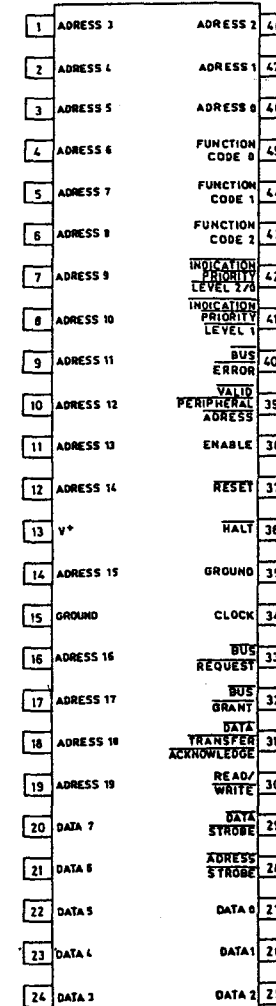 1 ADRESS 3 ADRESS 2
2 ADRESS 4 ADRESS 1
3 ADRESS 5 ADRESS 0
4 ADRESS 6 FUNCTION
CODE 0
5 ADRESS 7 FUNCTION
CODE 1
6 ADRESS 8 FUNCTION
CODE 2
7 ADRESS 9 INDICATION
PRIORITY
LEVEL 2/0
8 ADRESS 10 INDICATION
PRIORITY
LEVEL 1
9 ADRESS 11 BUS
ERROR
10 ADRESS 12 VALID
PERIPHERAL
ADRESS
11 ADRESS 13 ENABLE
12 ADRESS 14 RESET
13 V+ HALT
14 ADRESS 15 GROUND
15 GROUND CLOCK
16 ADRESS 16 BUS
REQUEST
17 ADRESS 17 BUS
GRANT
18 ADRESS 18 DATA
TRANSFER
ACKNOWLEDGE
19 ADRESS 19 READ/
WRITE
20 DATA 7 DATA
STROBE
21 DATA 6 ADRESS
STROBE
22 DATA 5 DATA 0
23 DATA 4 DATA 1
24 DATA 3 DATA 2